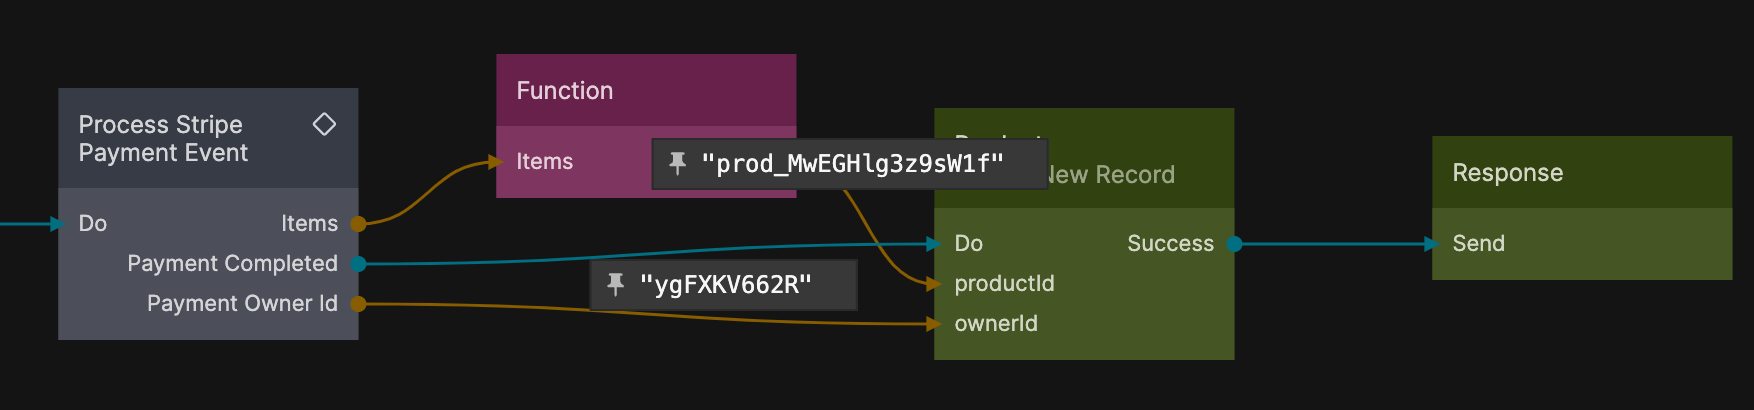 Process Stripe
Payment Event
Do
Items
Payment Completed
Payment Owner Id
Function
Items
"prod_MwEGHlg3z9sW1f"
"ygFXKV662R"
New Record
Do
Success
productId
ownerId
Response
Send